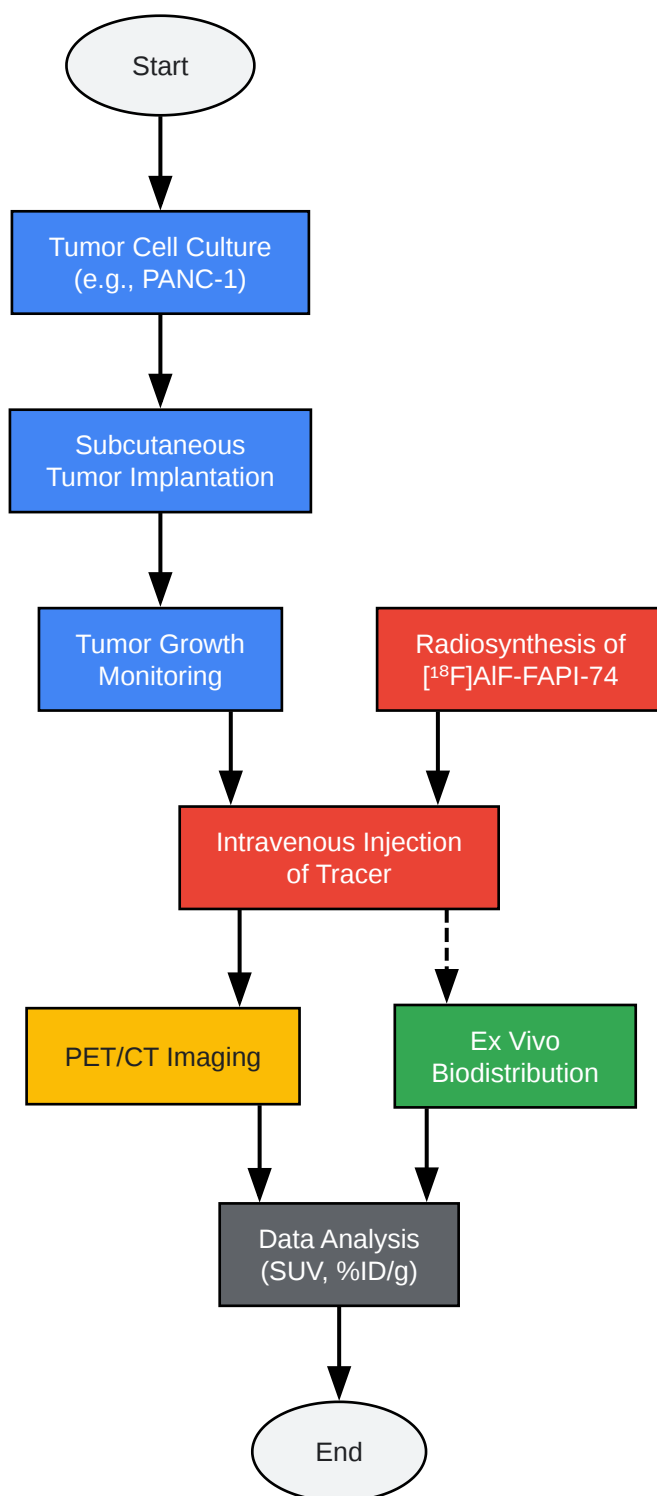 Start
Tumor Cell Culture
(e.g., PANC-1)
Subcutaneous
Tumor Implantation
Tumor Growth
Monitoring
Radiosynthesis of
[¹⁸F]AlF-FAPI-74
Intravenous Injection
of Tracer
PET/CT Imaging
Ex Vivo
Biodistribution
Data Analysis
(SUV, %ID/g)
End